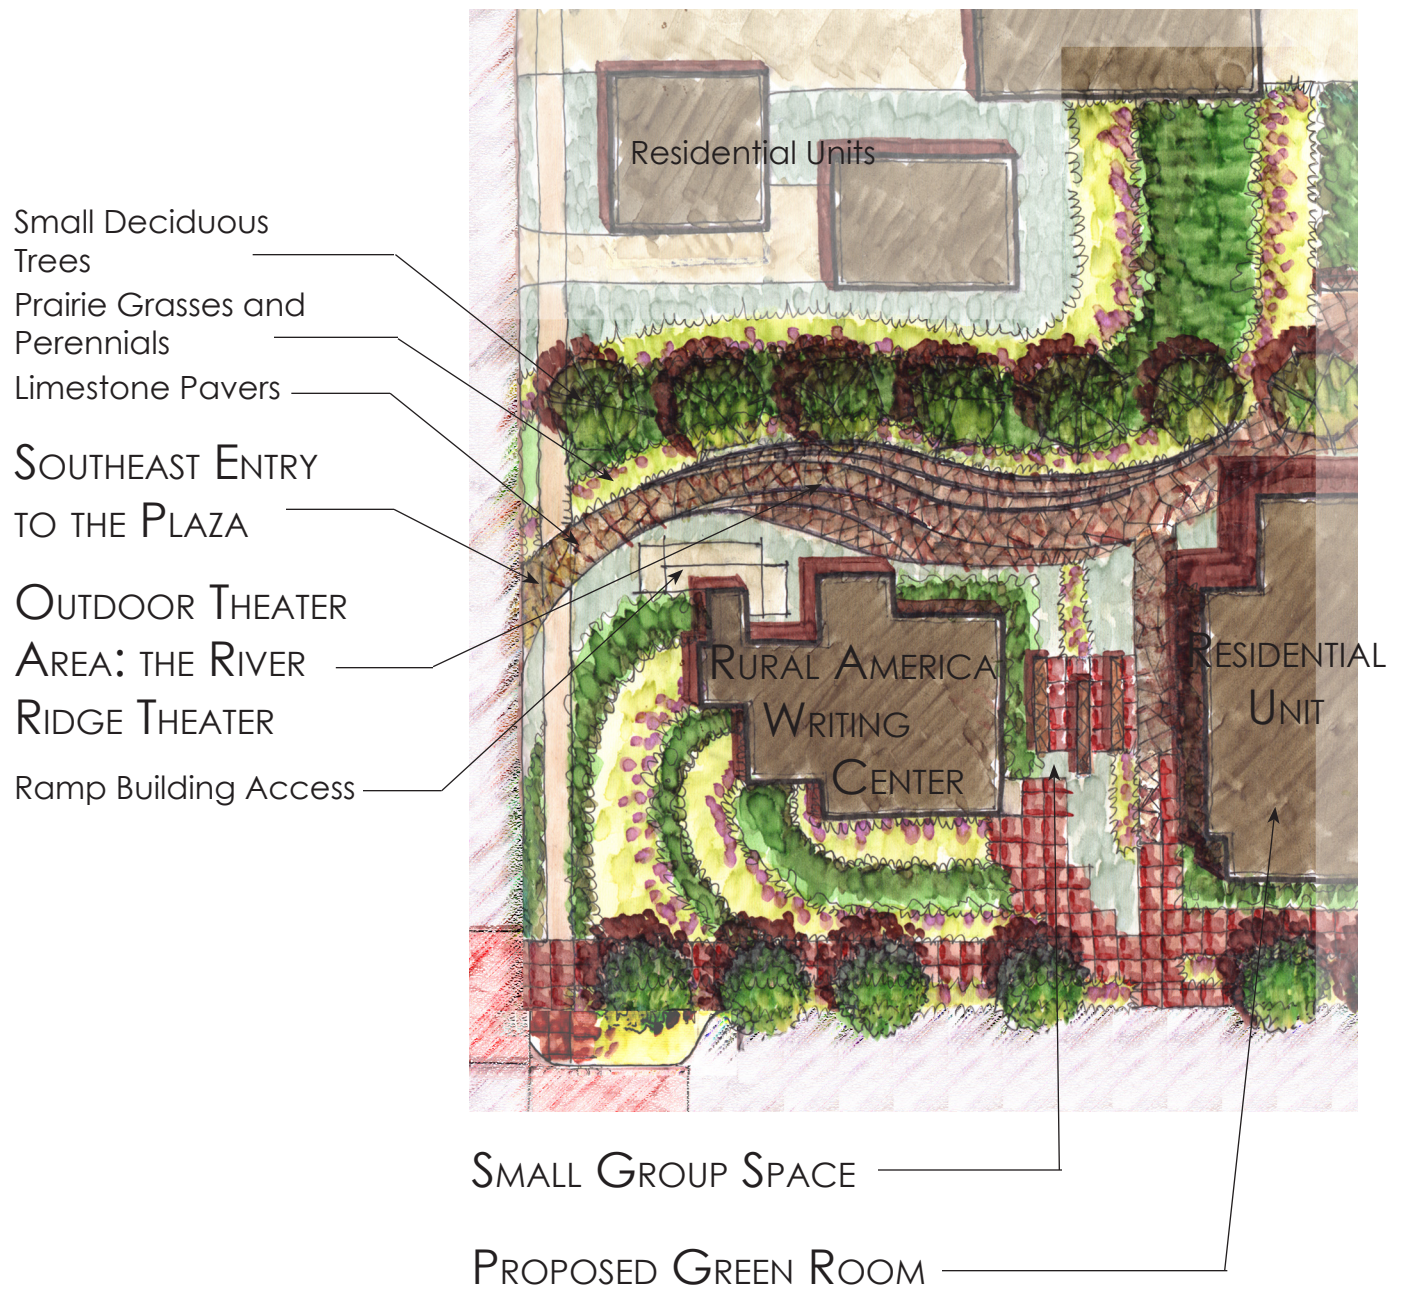 Residential Units
Small Deciduous
Trees
Prairie Grasses and
Perennials
Limestone Pavers
Southeast Entry
to the Plaza
Outdoor Theater
Area: the River
Ridge Theater
Ramp Building Access
Rural America
Writing
Center
Residential
Unit
Small Group Space
Proposed Green Room